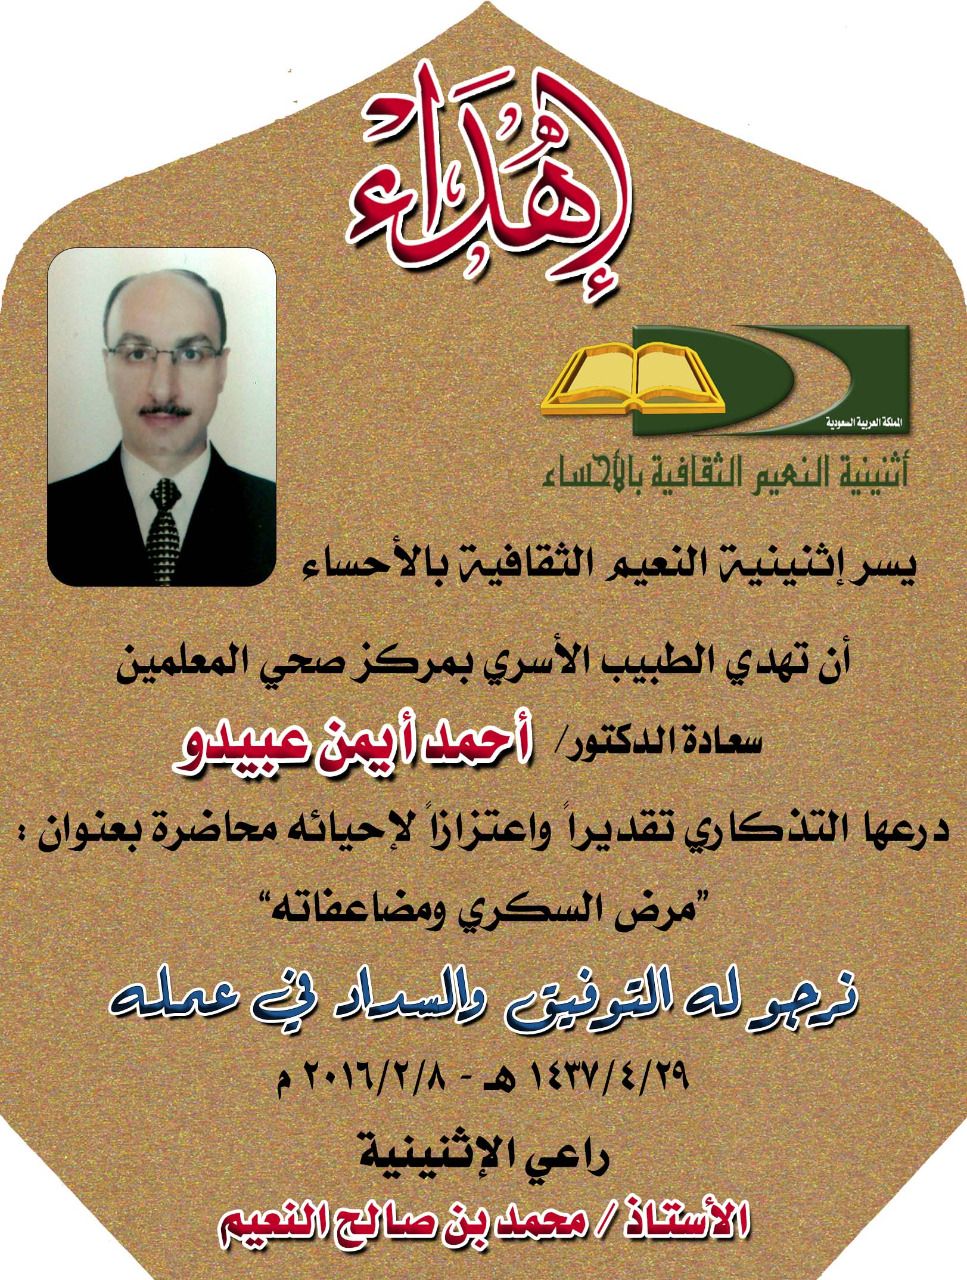 إهْدَاء
المملكة العربية السعودية
أثنينية النعيم الثقافية بالأحساء
يسر إثنينية النعيم الثقافية بالأحساء
أن تهدي الطبيب الأسري بمركز صحي المعلمين
سعادة الدكتور/ أحمد أيمن عبيدو
درعها التذكاري تقديراً واعتزازاً لإحيائه محاضرة بعنوان :
"مرض السكري ومضاعفاته"
نرجو له التوفيق والسداد في عمله
١٤٣٧/٤/٢٩ هـ - ٢٠١٦/٢/٨ م
راعي الإثنينية
الأستاذ / محمد بن صالح النعيم